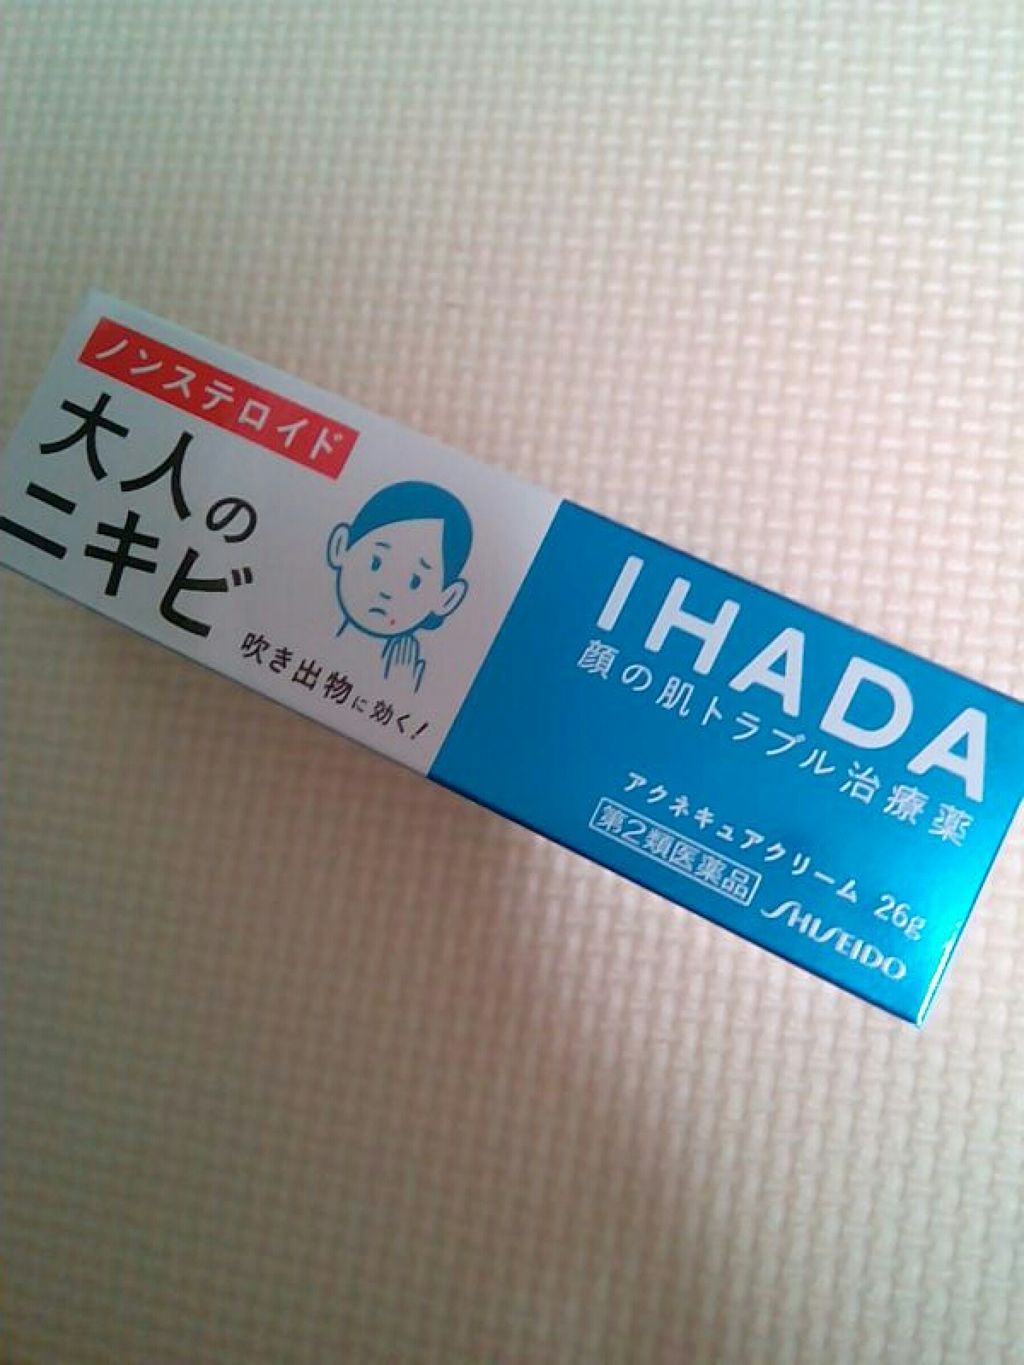 ノンステロイド
大人の
ニキビ
吹き出物に効く!
IHADA
顔の肌トラブル治療薬
アクネキュアクリーム 26g
第2類医薬品
SHISEIDO